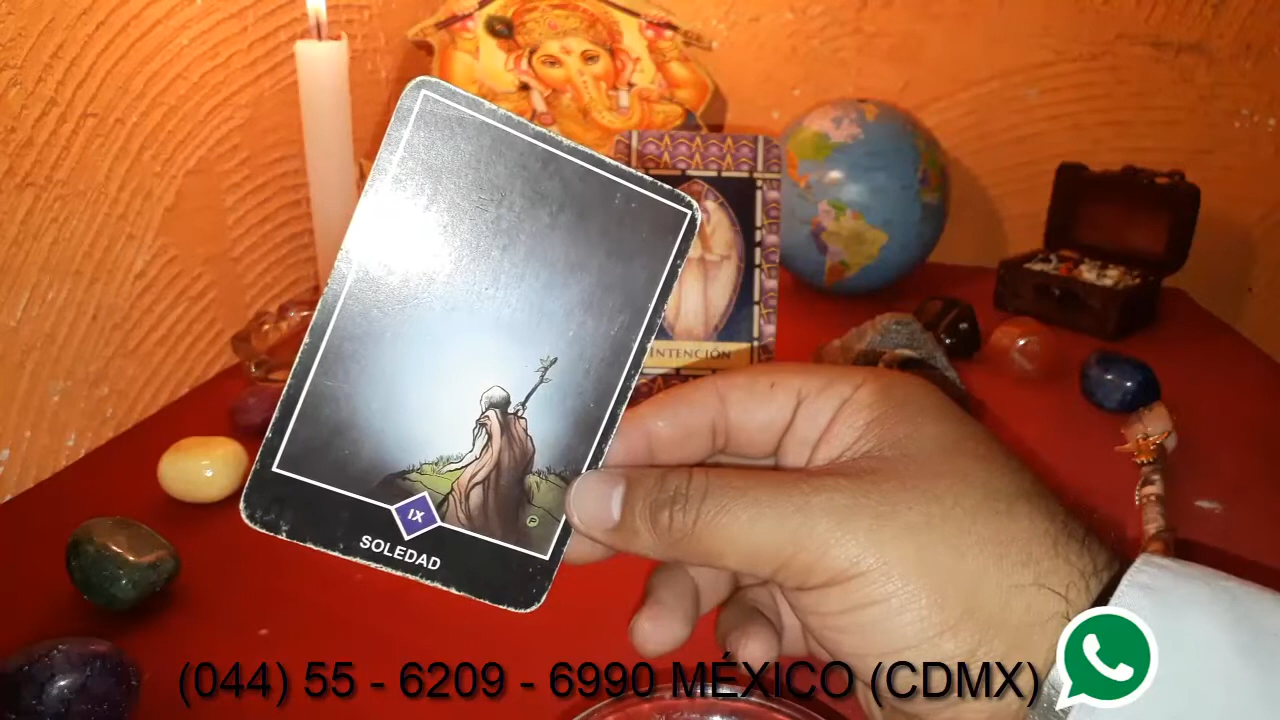 INTENCIÓN
IX
SOLEDAD
(044) 55 - 6209 - 6990 MÉXICO (CDMX)